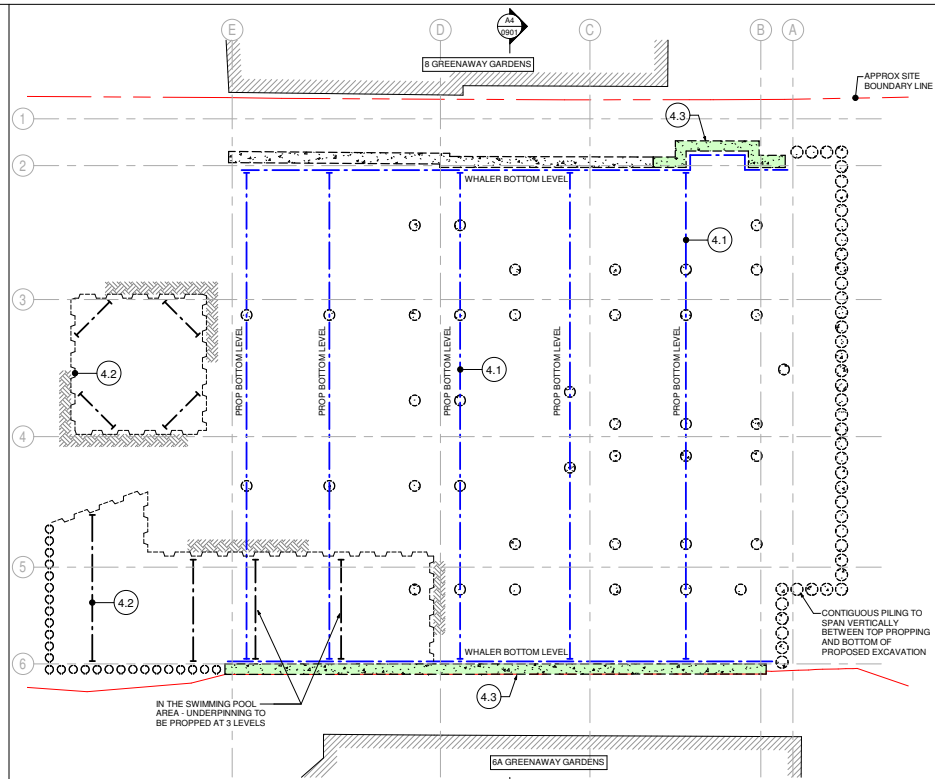 E
D
C
B
A
A4
0901
8 GREENAWAY GARDENS
APPROX SITE
BOUNDARY LINE
1
4.3
2
WHALER BOTTOM LEVEL
4.1
3
PROP BOTTOM LEVEL
PROP BOTTOM LEVEL
PROP BOTTOM LEVEL
PROP BOTTOM LEVEL
PROP BOTTOM LEVEL
4.2
4.1
4
5
4.2
CONTIGUOUS PILING TO
SPAN VERTICALLY
BETWEEN TOP PROPPING
AND BOTTOM OF
PROPOSED EXCAVATION
WHALER BOTTOM LEVEL
6
4.3
IN THE SWIMMING POOL
AREA - UNDERPINNING TO
BE PROPPED AT 3 LEVELS
6A GREENAWAY GARDENS